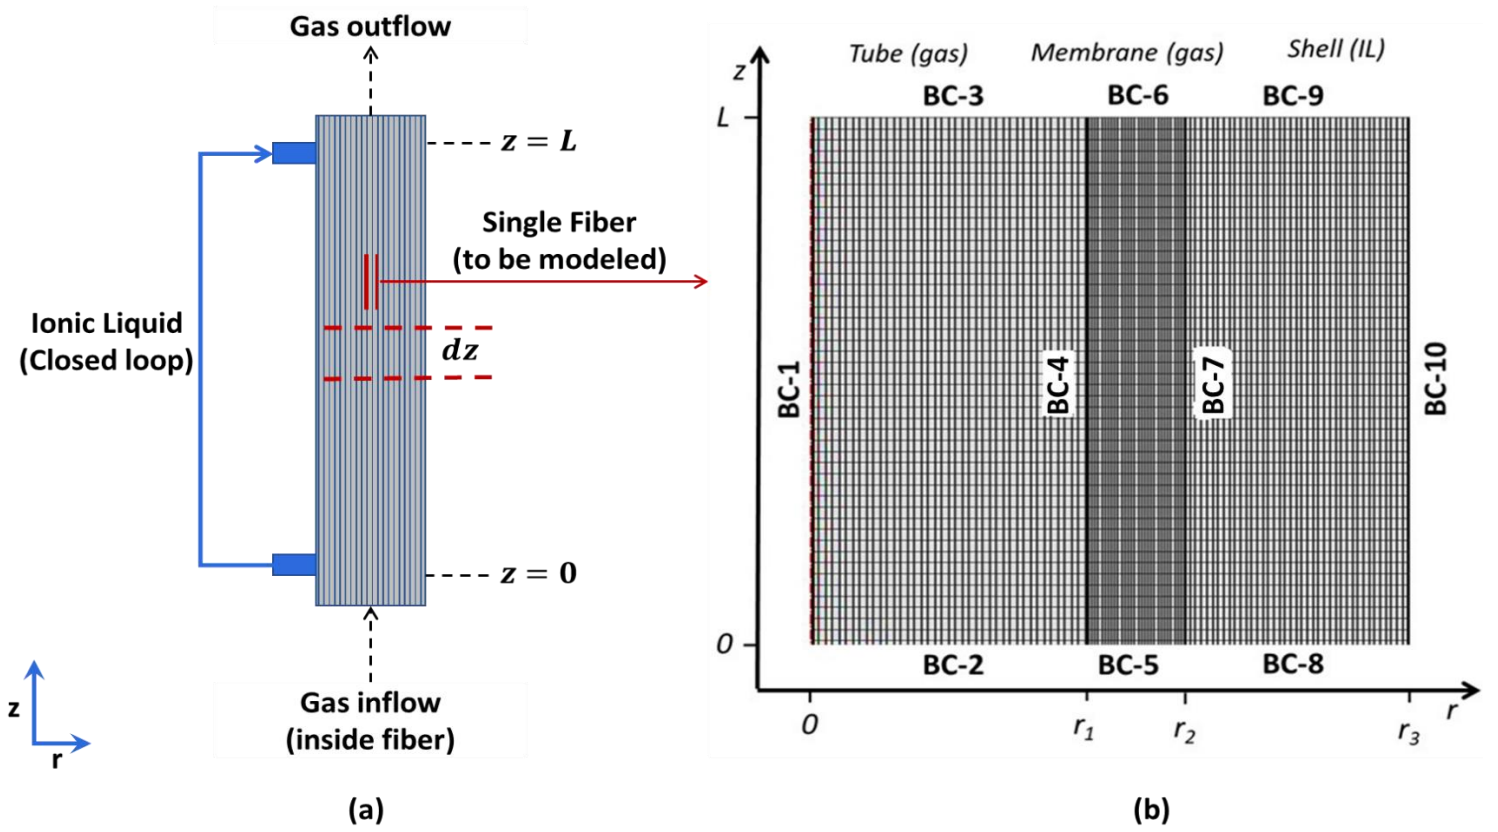 Gas outflow
z = L
Single Fiber
(to be modeled)
Ionic Liquid
(Closed loop)
dz
z = 0
Gas inflow
(inside fiber)
z
r
(a)
Tube (gas)
Membrane (gas)
Shell (IL)
z
BC-3
BC-6
BC-9
L
BC-1
BC-4
BC-7
BC-10
0
BC-2
BC-5
BC-8
0
r1
r2
r3
r
(b)